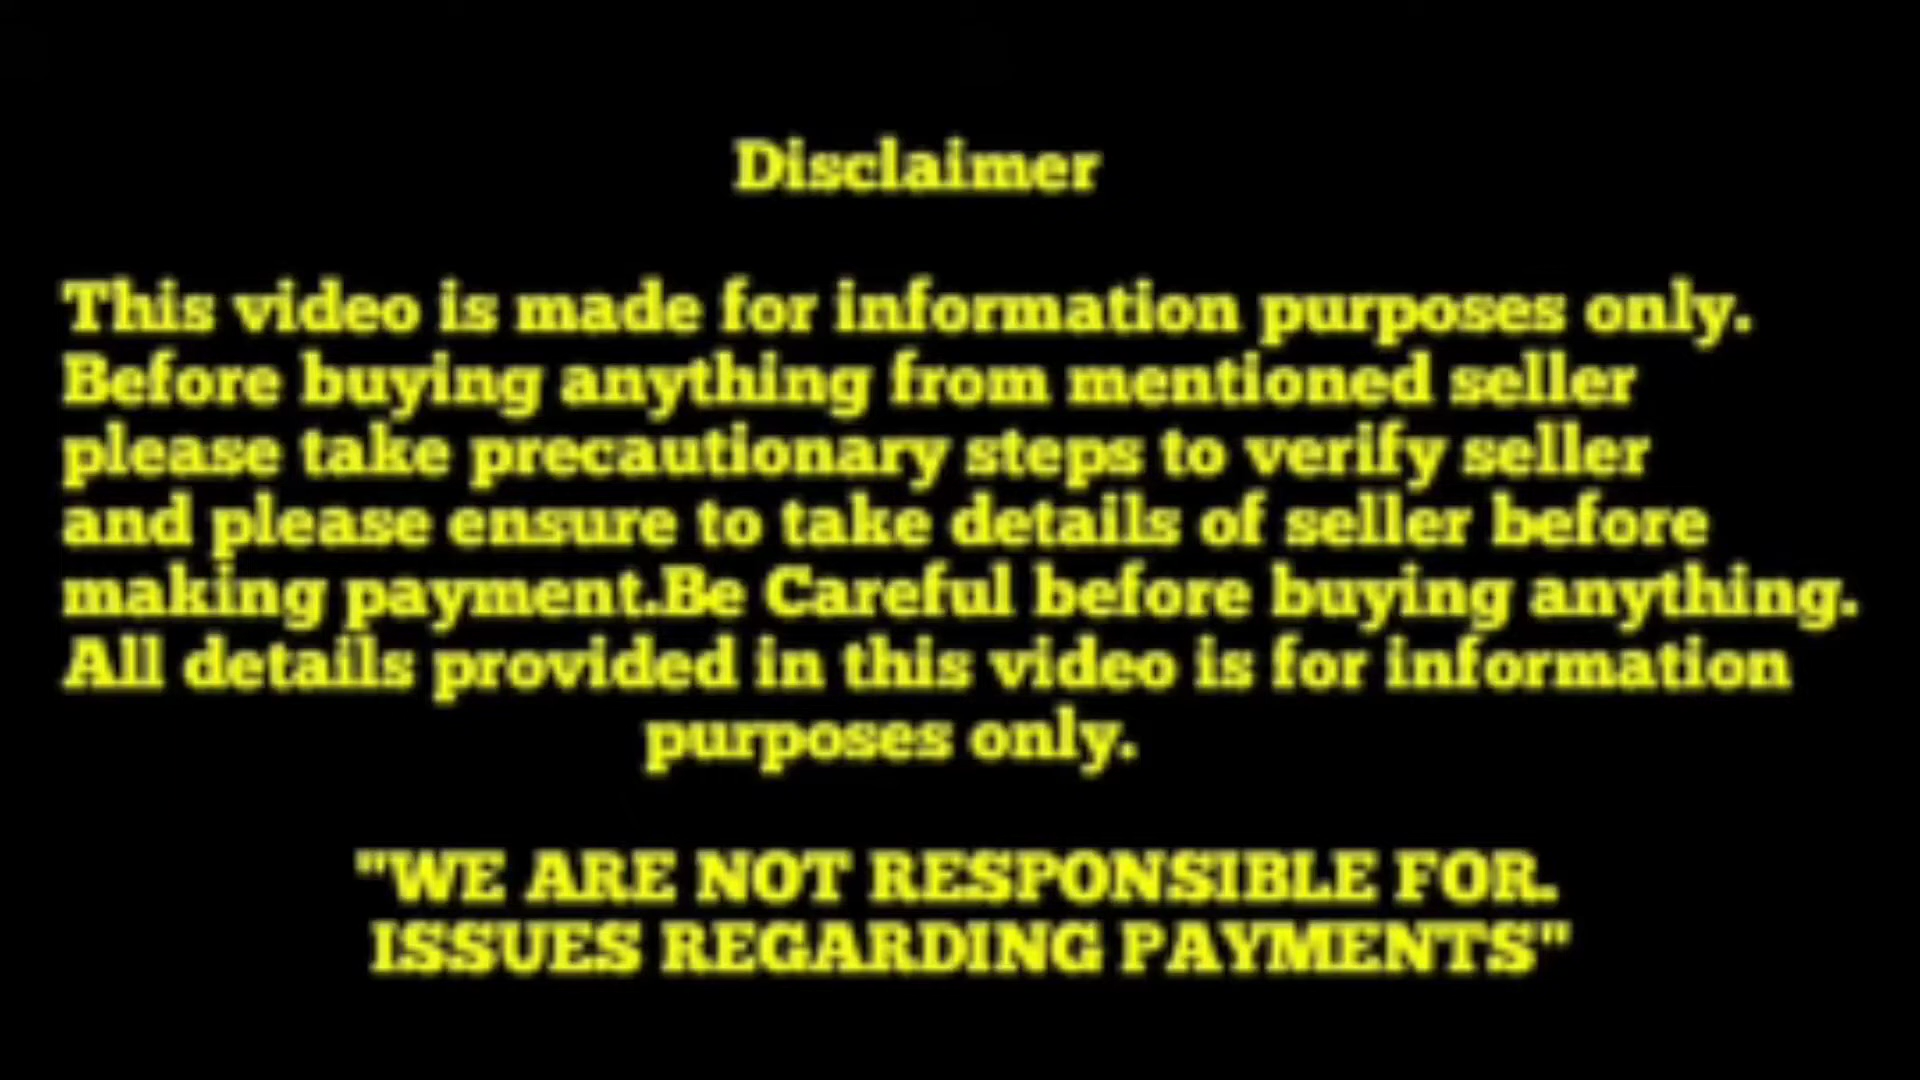 Disclaimer
This video is made for information purposes only.
Before buying anything from mentioned seller
please take precautionary steps to verify seller
and please ensure to take details of seller before
making payment.Be Careful before buying anything.
All details provided in this video is for information
purposes only.
"WE ARE NOT RESPONSIBLE FOR.
ISSUES REGARDING PAYMENTS"